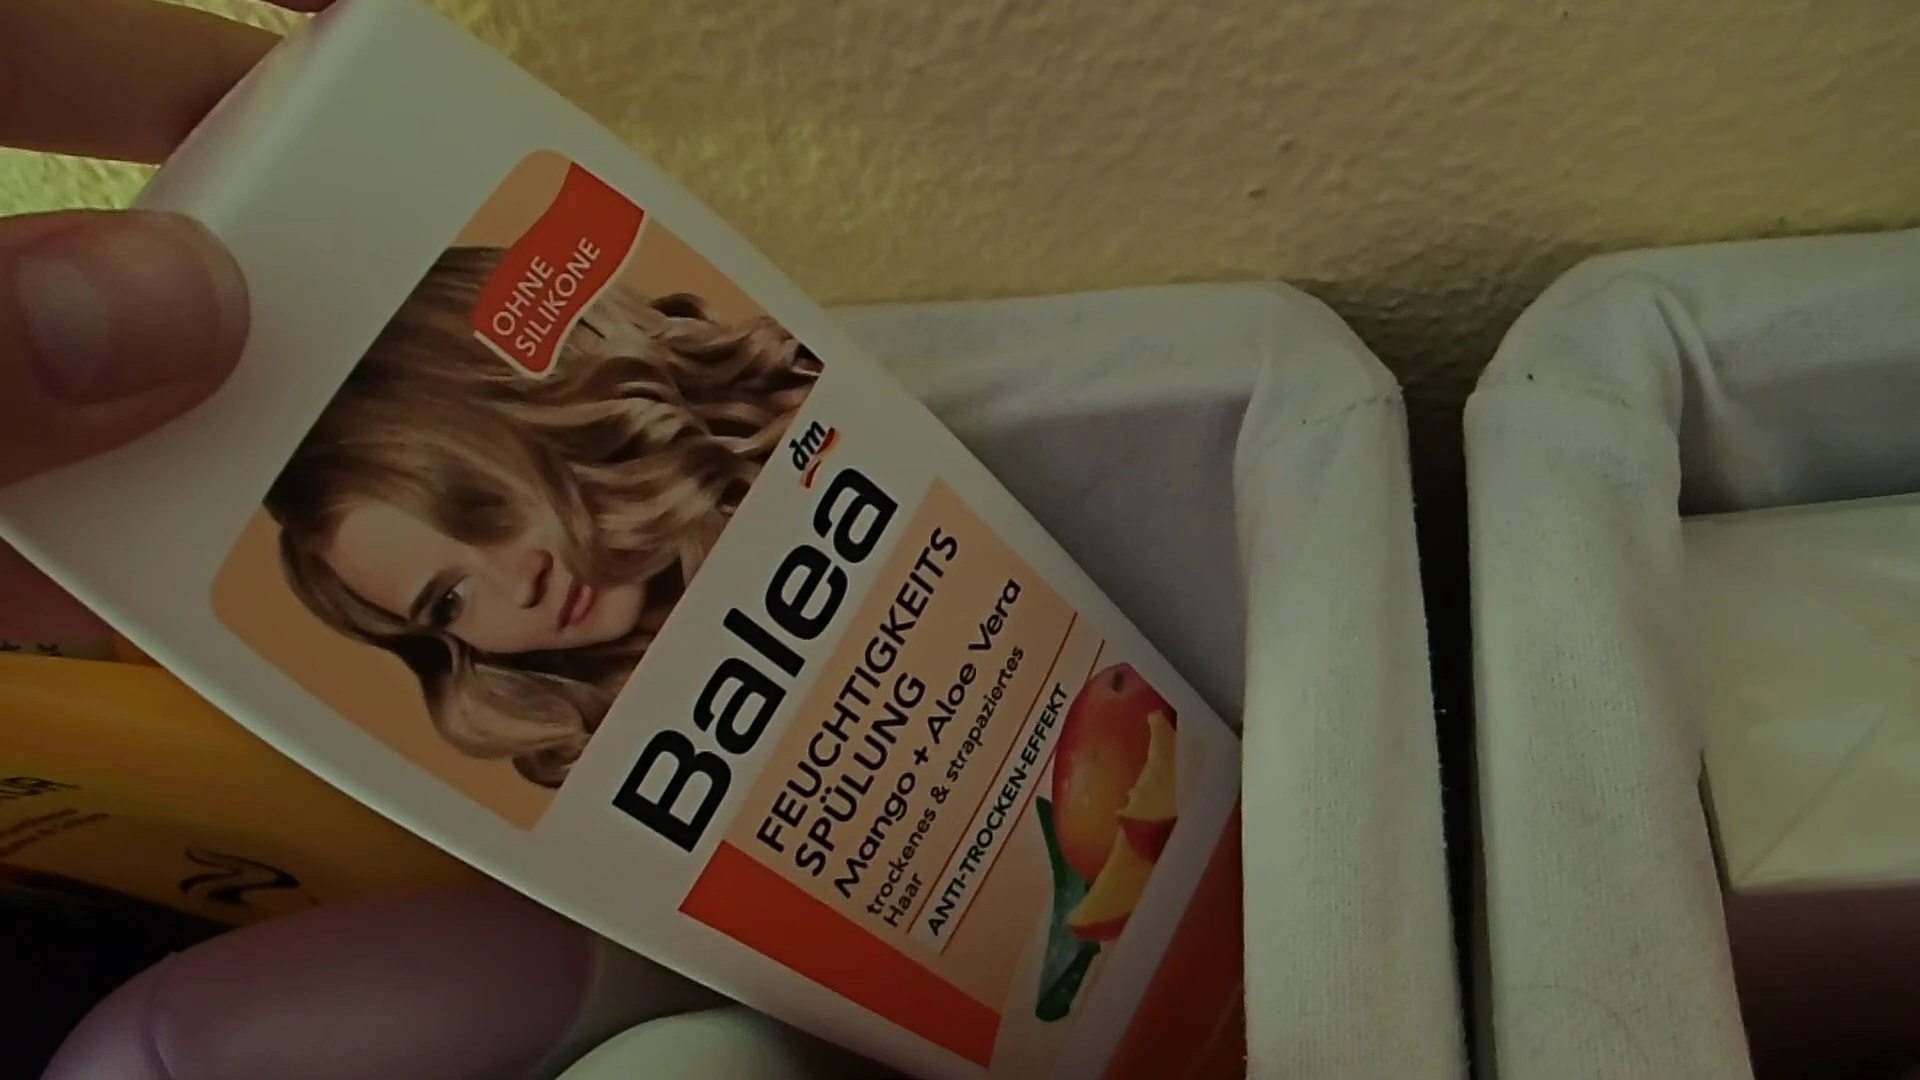 OHNE
SILIKONE
dm
Balea
FEUCHTIGKEITS
SPÜLUNG
Mango + Aloe Vera
trockenes & strapaziertes
Haar
ANTI-TROCKEN-EFFEKT